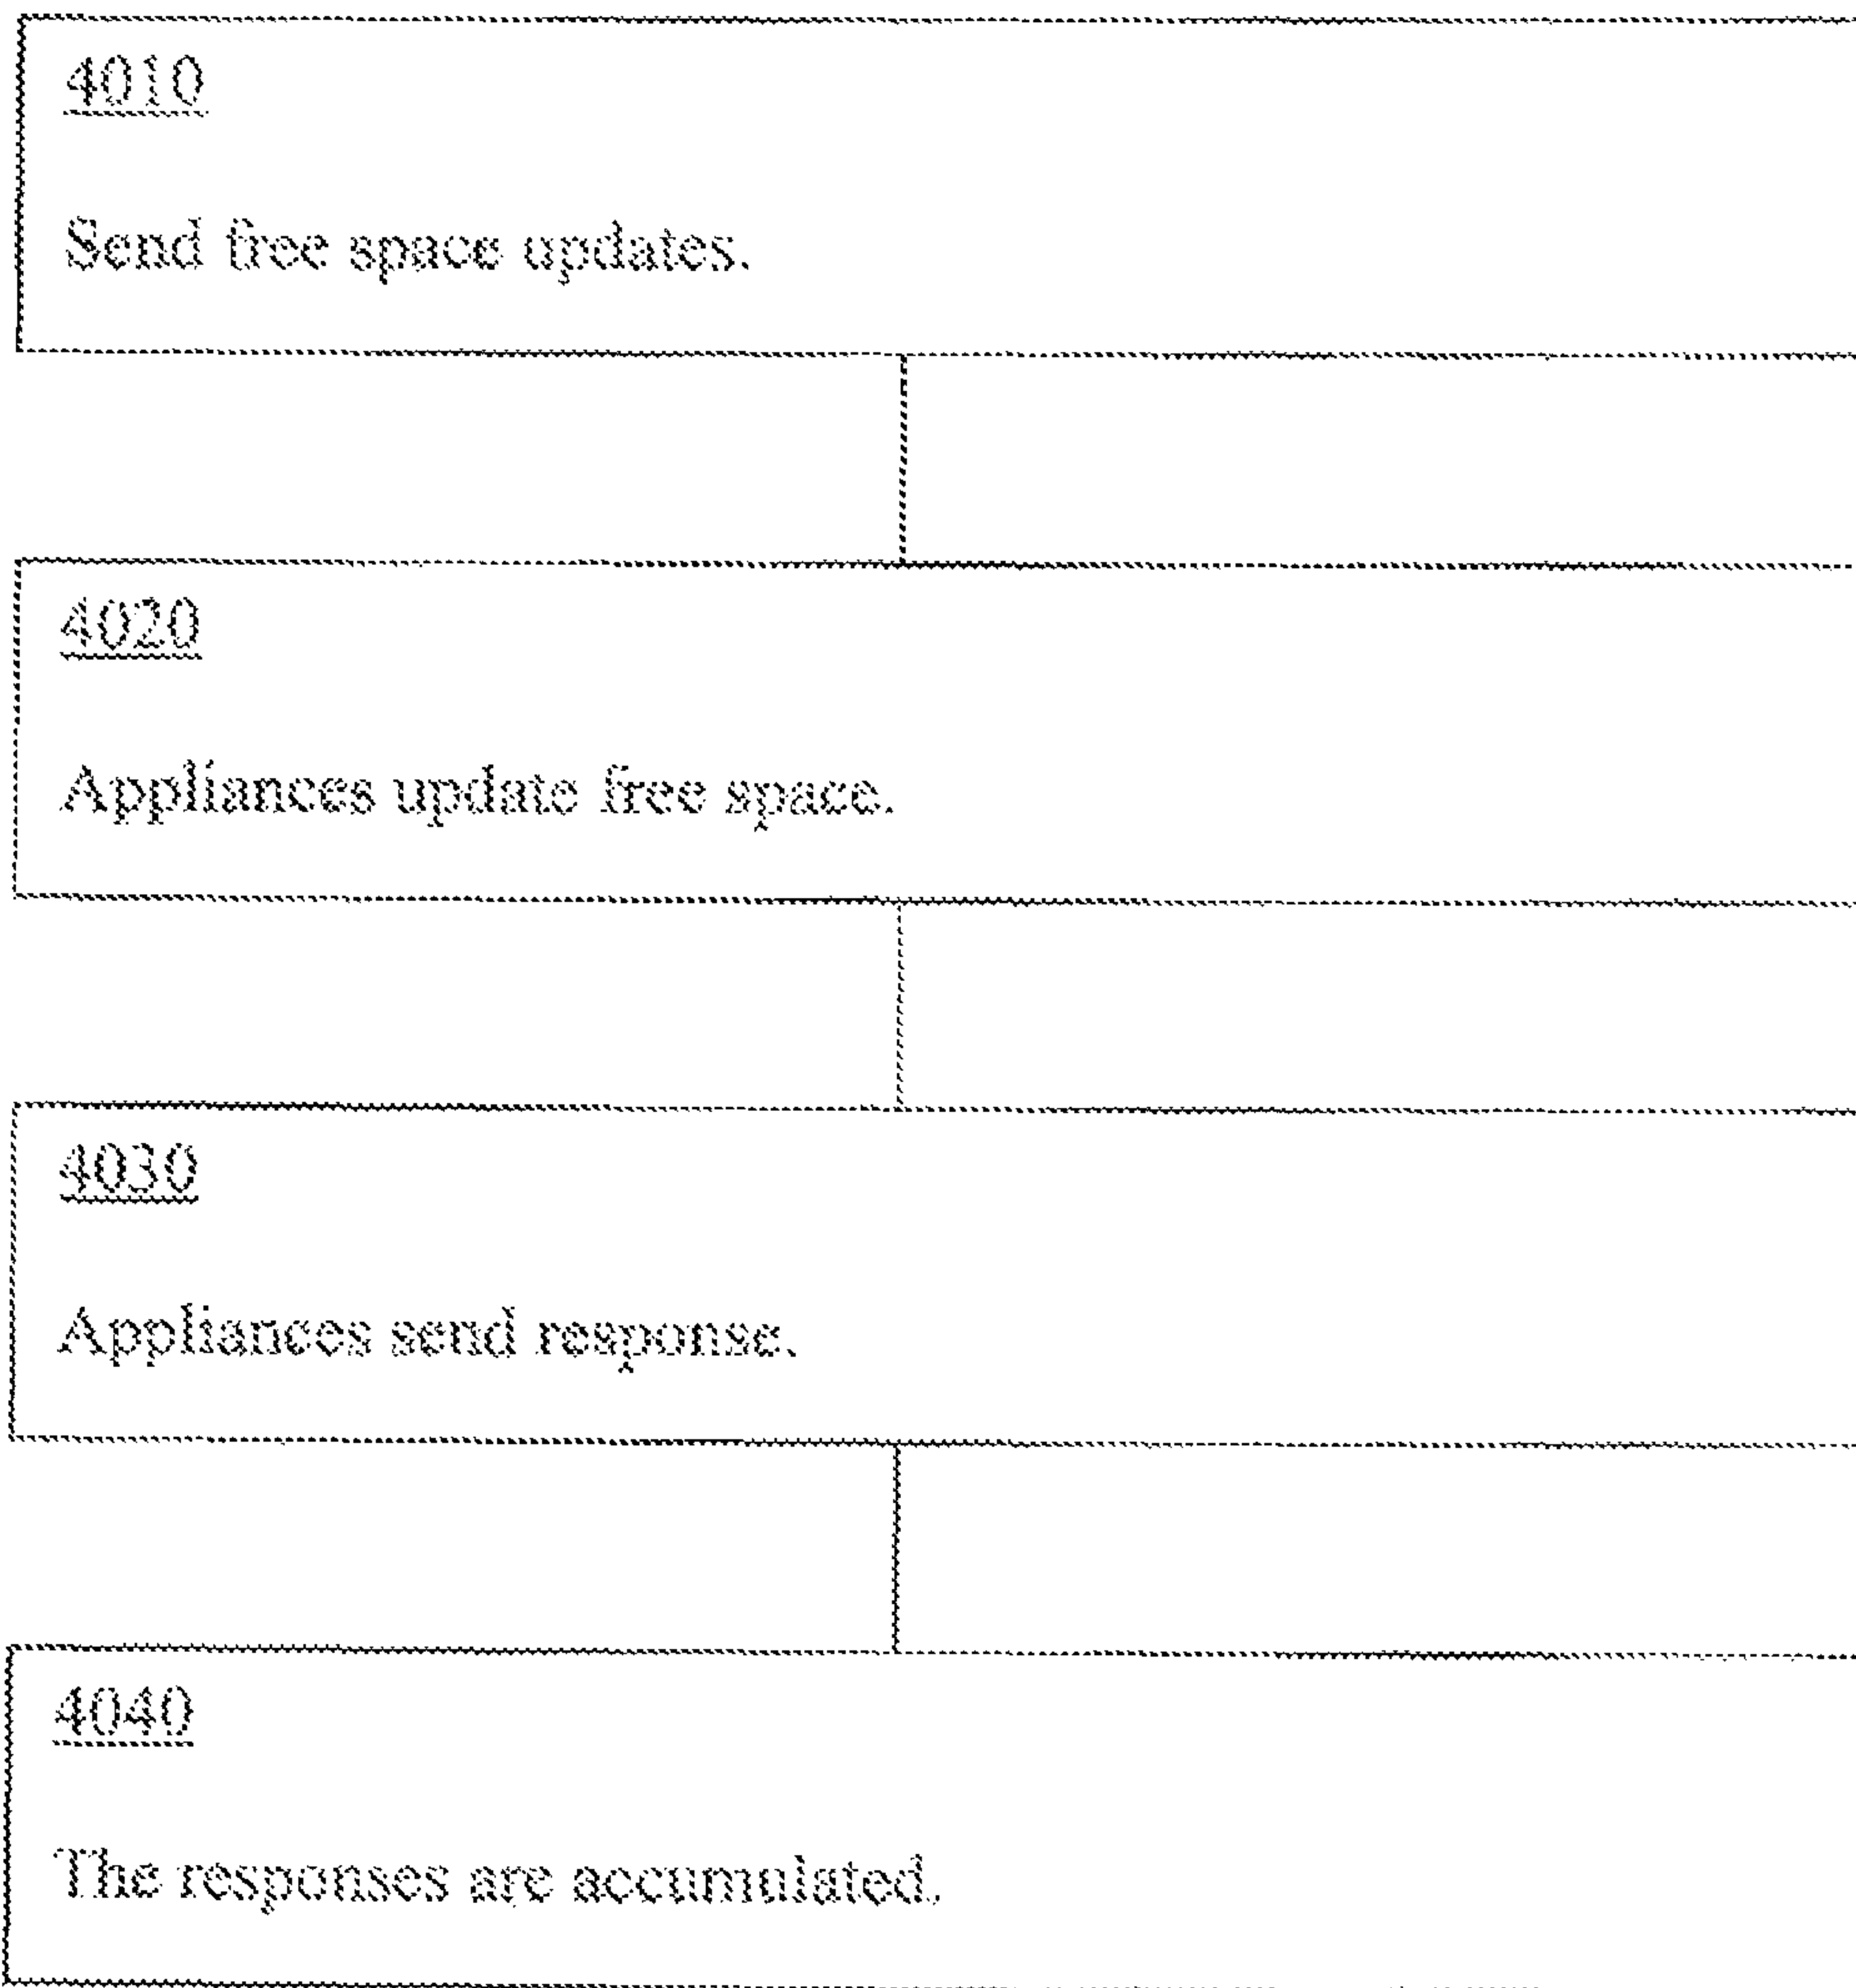 4010
Send free space updates.
4020
Appliances update free space.
4030
Appliances send response.
4040
The responses are accumulated.